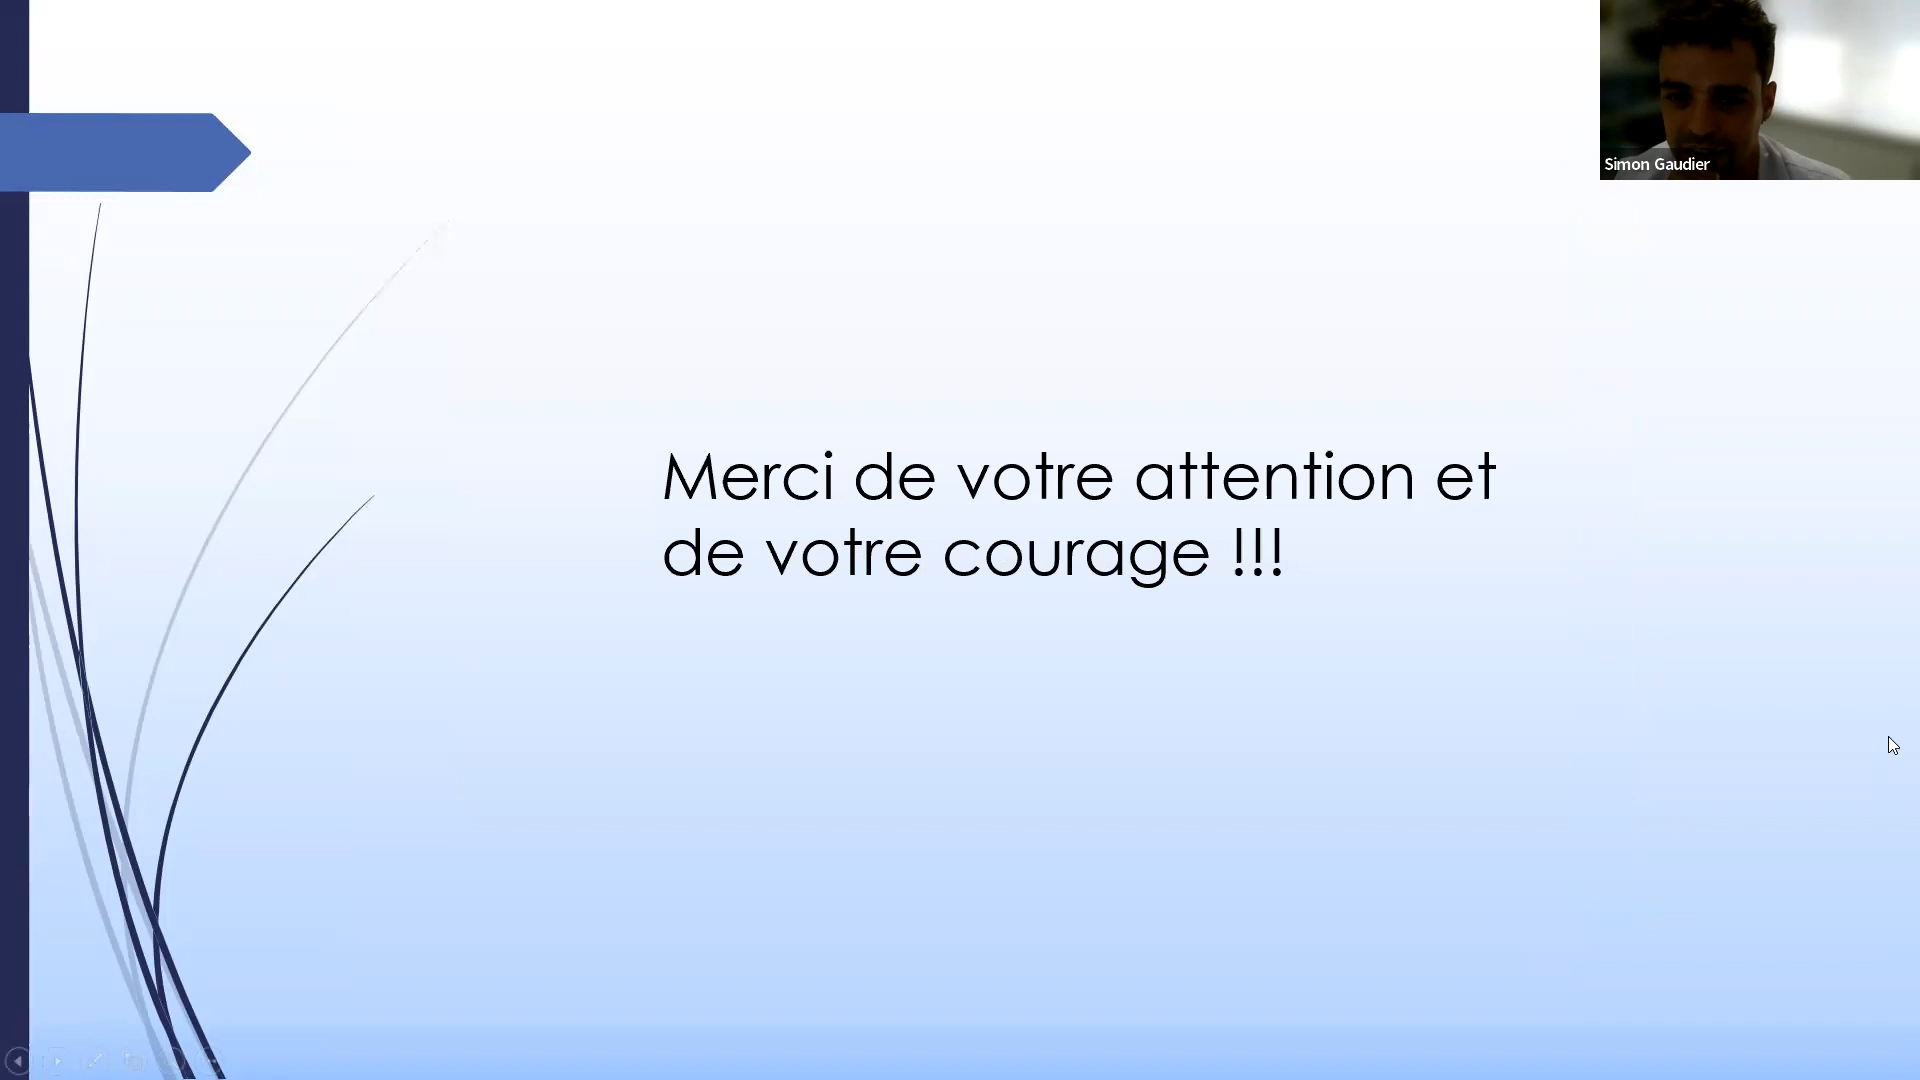 Simon Gaudier
Merci de votre attention et
de votre courage !!!